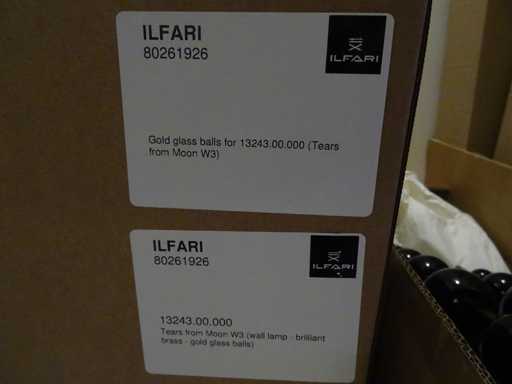 ILFARI
80261926
ILFARI
Gold glass balls for 13243.00.000 (Tears
from Moon W3)
ILFARI
80261926
ILFARI
13243.00.000
Tears from Moon W3 (wall lamp - brilliant
brass - gold glass balls)